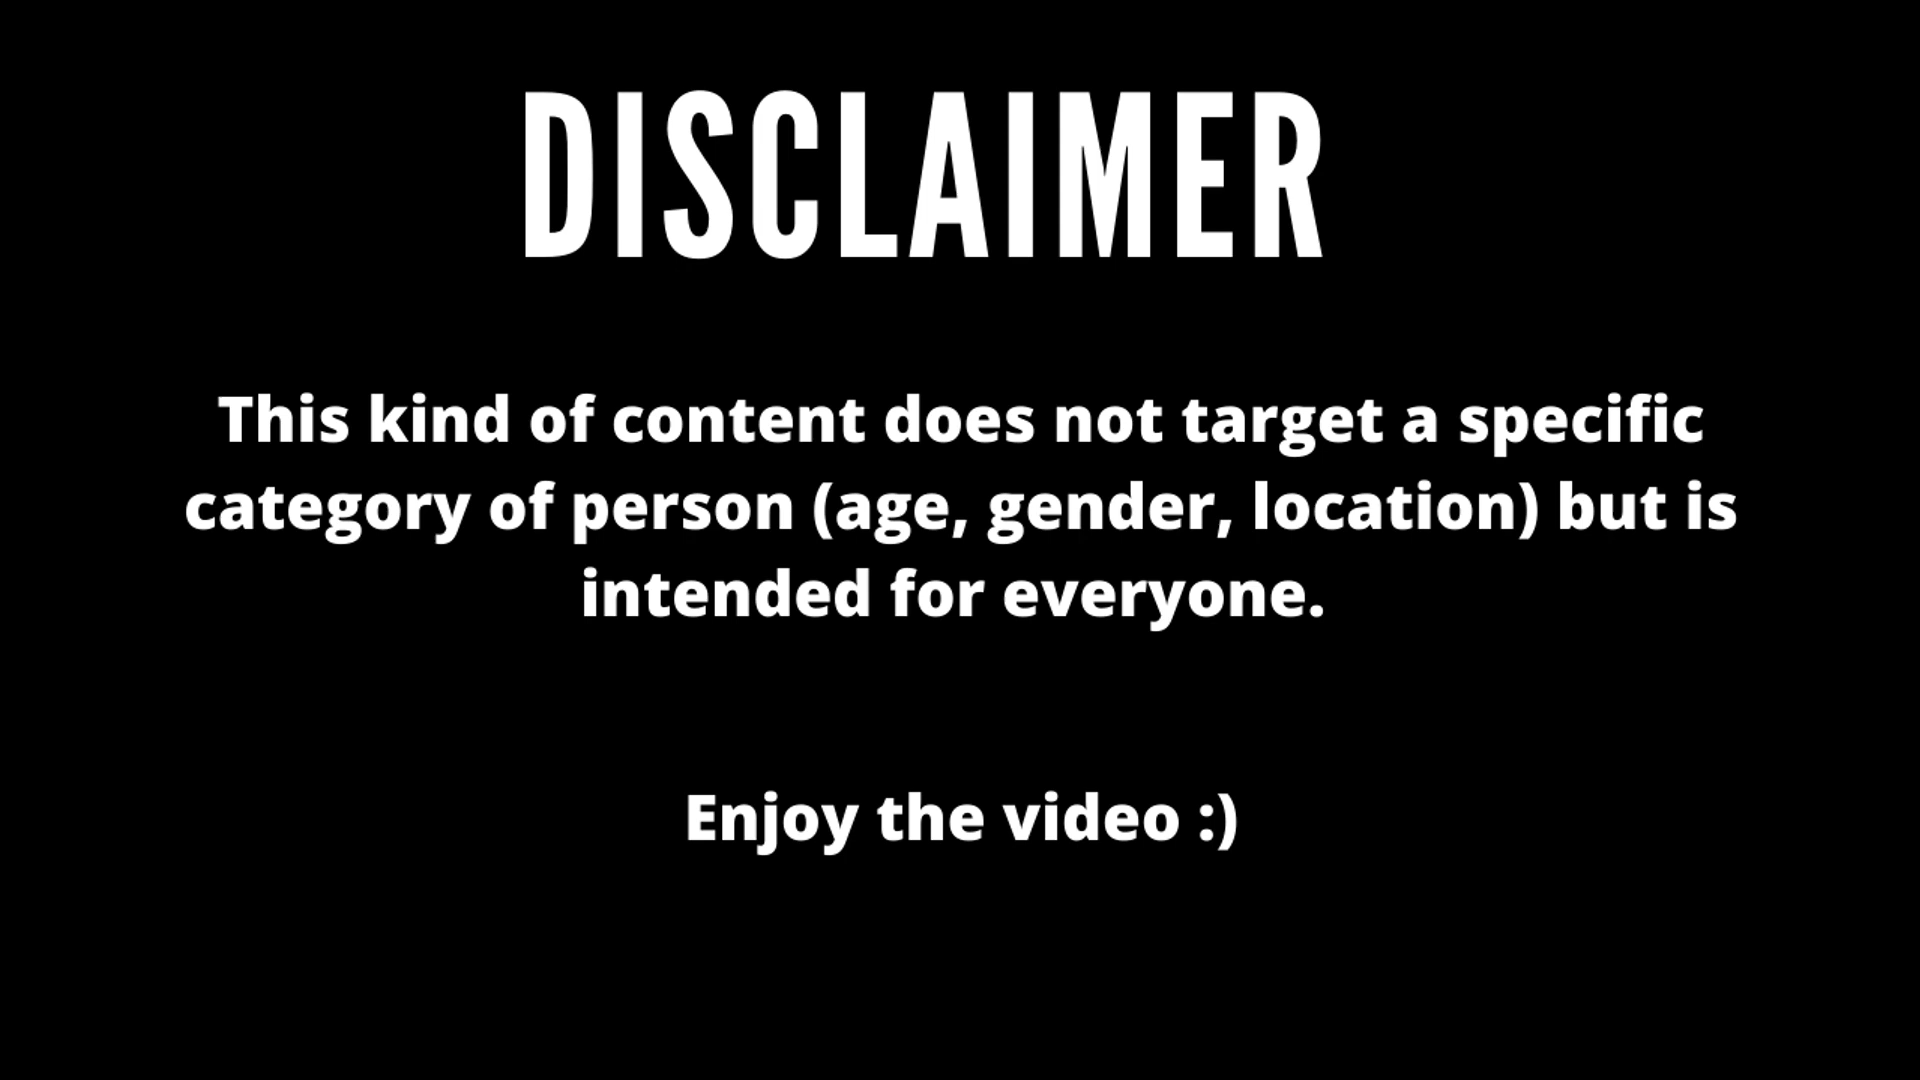 DISCLAIMER
This kind of content does not target a specific
category of person (age, gender, location) but is
intended for everyone.
Enjoy the video :)